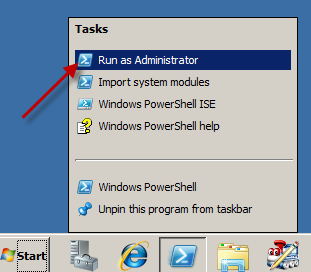 Tasks
Run as Administrator
Import system modules
Windows PowerShell ISE
Windows PowerShell help
Windows PowerShell
Unpin this program from taskbar
Start